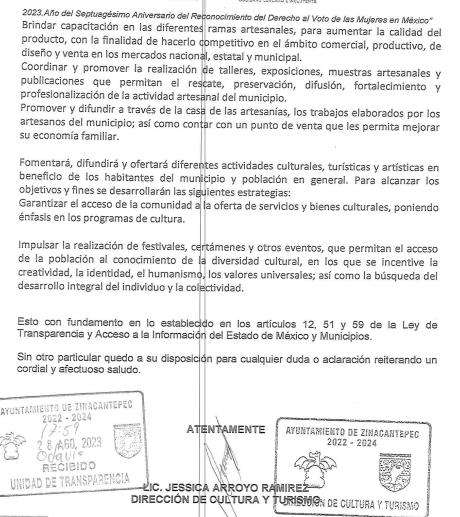 2023.Año del Septuagésimo Aniversario del Reconocimiento del Derecho al Voto de las Mujeres en México"
Brindar capacitación en las diferentes ramas artesanales, para aumentar la calidad del
producto, con la finalidad de hacerlo competitivo en el ámbito comercial, productivo, de
diseño y venta en los mercados nacional, estatal y municipal.
Coordinar y promover la realización de talleres, exposiciones, muestras artesanales y
publicaciones que permitan el rescate, preservación, difusión, fortalecimiento y
profesionalización de la actividad artesanal del municipio.
Promover y difundir a través de la casa de las artesanías, los trabajos elaborados por los
artesanos del municipio; así como contar con un punto de venta que les permita mejorar
su economía familiar.
Fomentará, difundirá y ofertará diferentes actividades culturales, turísticas y artísticas en
beneficio de los habitantes del municipio y población en general. Para alcanzar los
objetivos y fines se desarrollarán las siguientes estrategias:
Garantizar el acceso de la comunidad a la oferta de servicios y bienes culturales, poniendo
énfasis en los programas de cultura.
Impulsar la realización de festivales, certámenes y otros eventos, que permitan el acceso
de la población al conocimiento de la diversidad cultural, en los que se incentive la
creatividad, la identidad, el humanismo, los valores universales; así como la búsqueda del
desarrollo integral del individuo y la colectividad.
Esto con fundamento en lo establecido en los artículos 12, 51 y 59 de la Ley de
Transparencia y Acceso a la Información del Estado de México y Municipios.
Sin otro particular quedo a su disposición para cualquier duda o aclaración reiterando un
cordial y afectuoso saludo.
AYUNTAMIENTO DE ZINACANTEPEC
2022 - 2024
17:59
28 AGO. 2023
RECIBIDO
UNIDAD DE TRANSPARENCIA
ATENTAMENTE
LIC. JESSICA ARROYO RAMIREZ
DIRECCIÓN DE CULTURA Y TURISMO
AYUNTAMIENTO DE ZINACANTEPEC
2022 - 2024
DIRECCIÓN DE CULTURA Y TURISMO